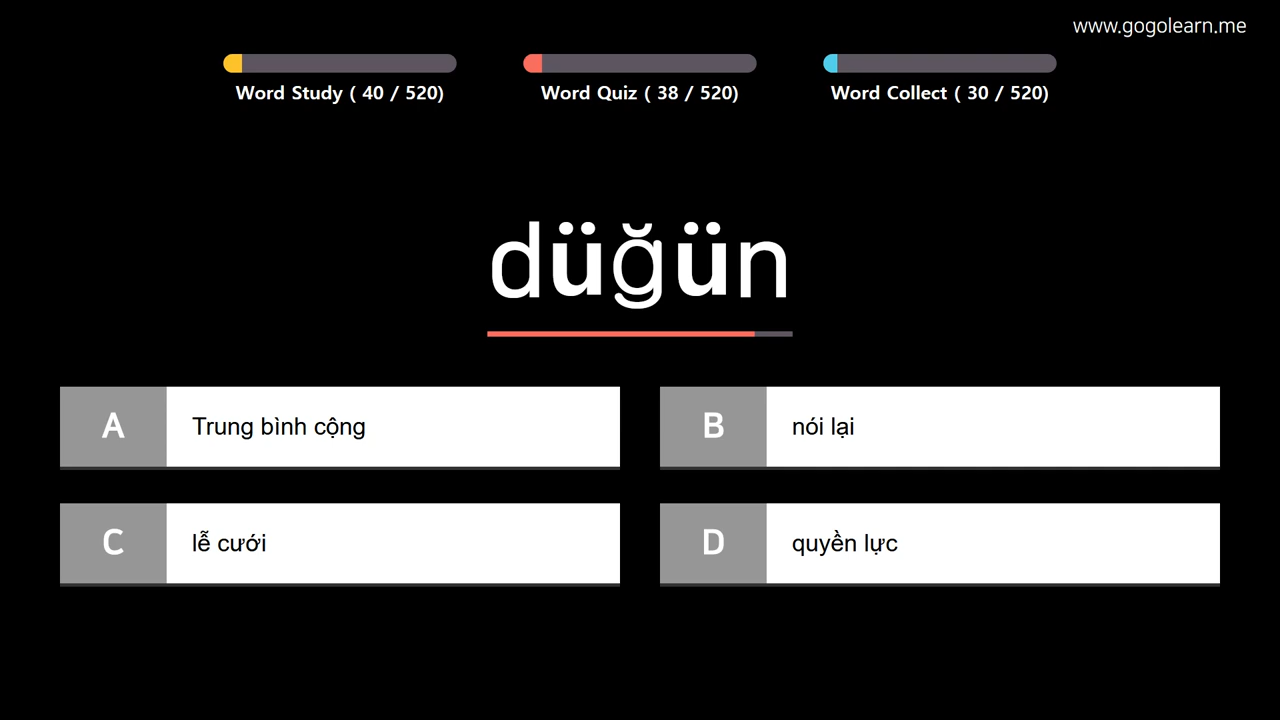 www.gogolearn.me
Word Study ( 40 / 520)
Word Quiz ( 38 / 520)
Word Collect ( 30 / 520)
düğün
A
Trung bình cộng
B
nói lại
C
lễ cưới
D
quyền lực